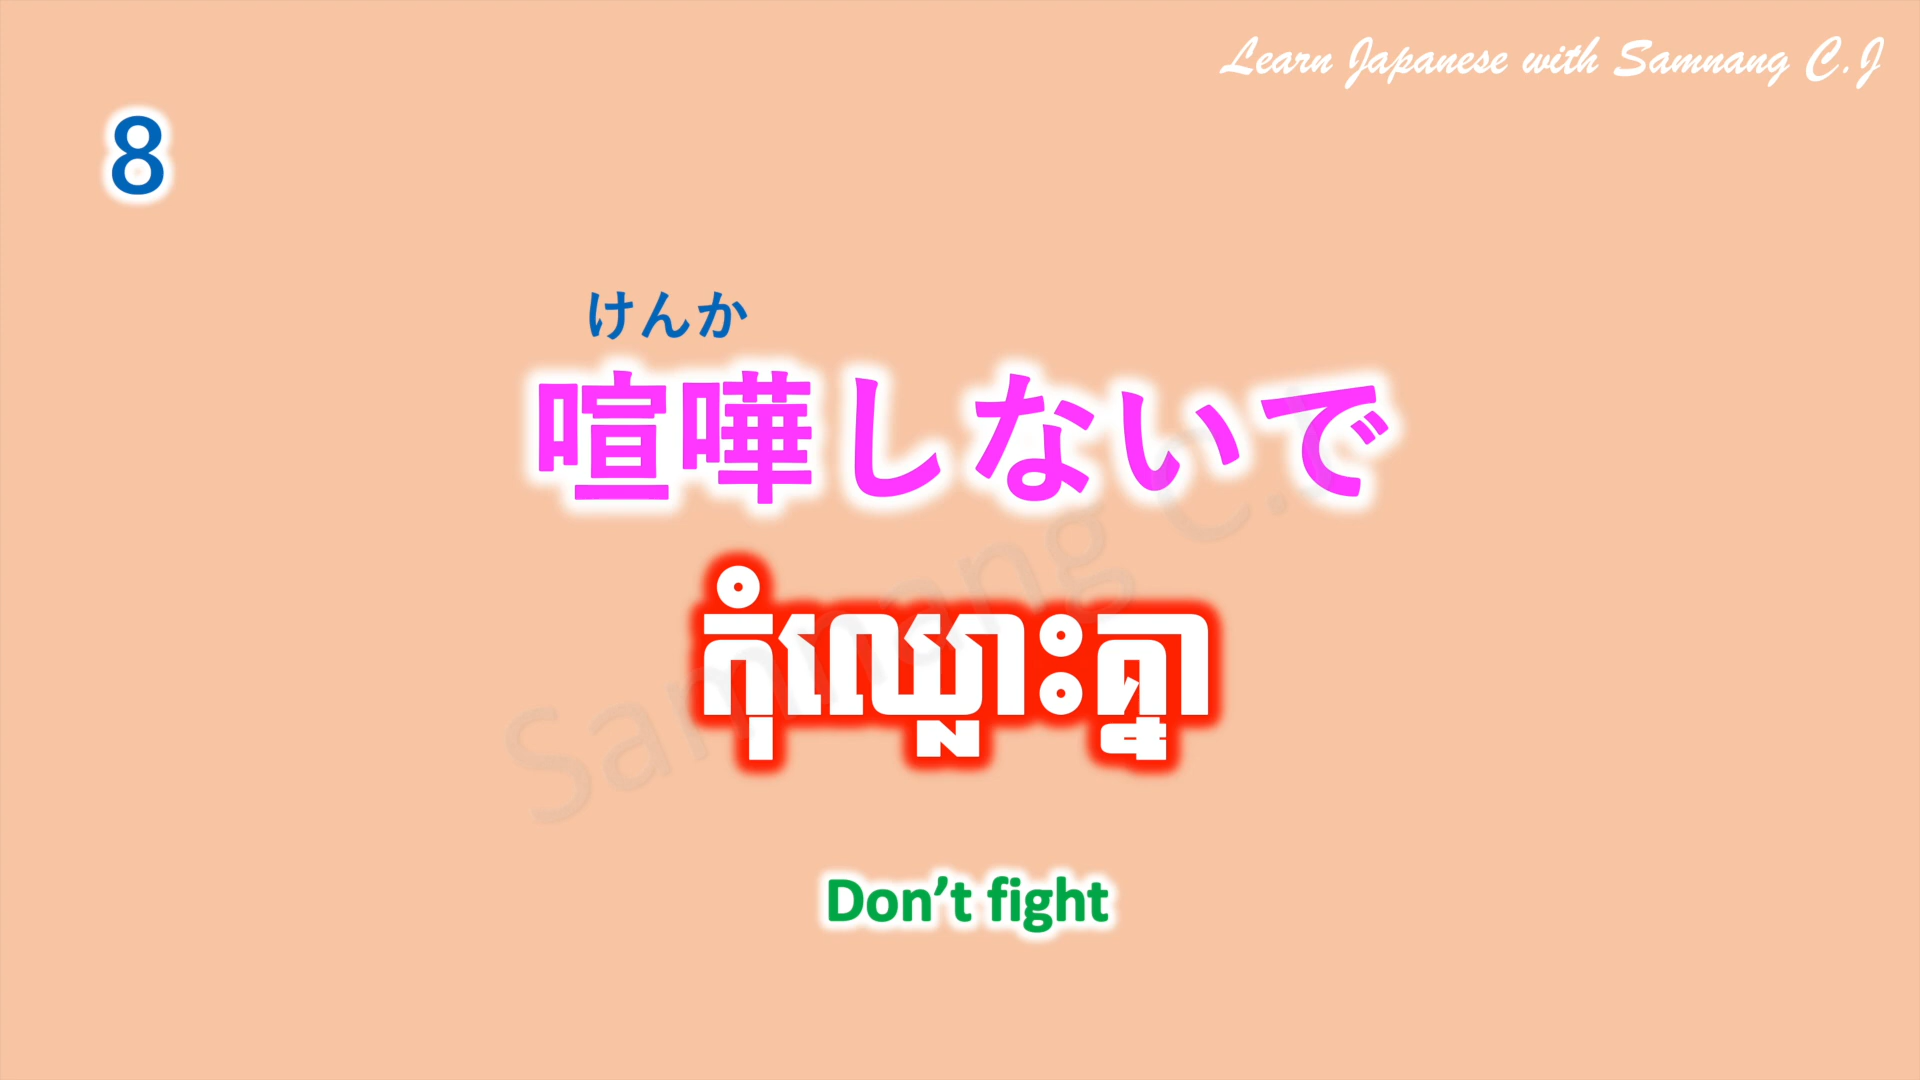 Learn Japanese with Samnang C.J
8
けんか
喧嘩しないで
កុំឈ្លោះគ្នា
Don't fight
Samnang C.J